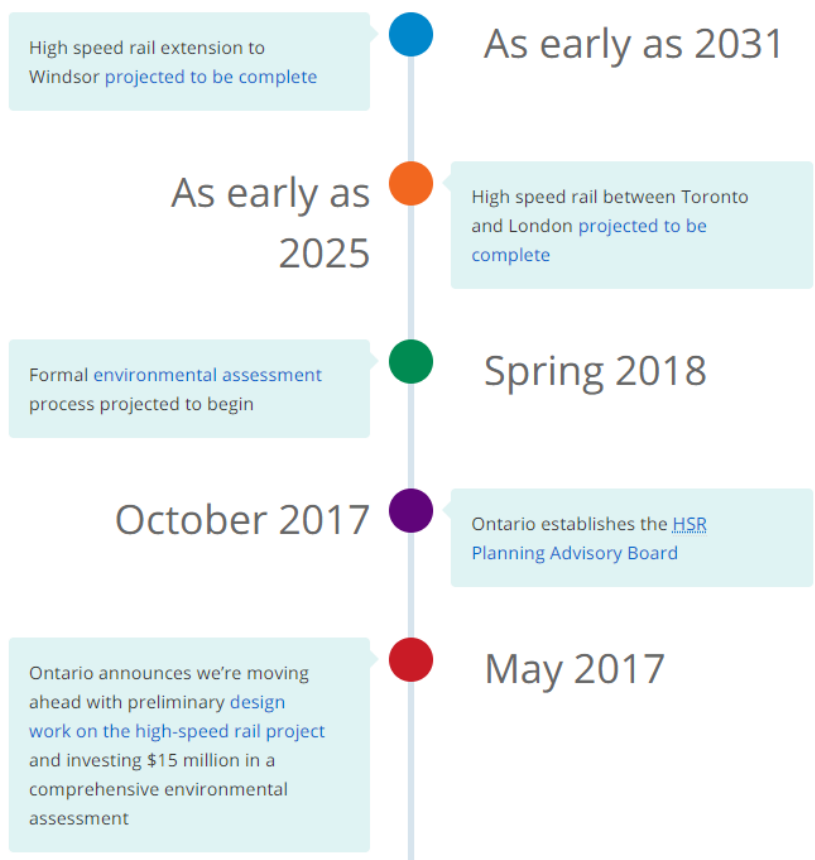 High speed rail extension to
Windsor projected to be complete
As early as 2031
As early as
2025
High speed rail between Toronto
and London projected to be
complete
Formal environmental assessment
process projected to begin
Spring 2018
October 2017
Ontario establishes the HSR
Planning Advisory Board
Ontario announces we’re moving
ahead with preliminary design
work on the high-speed rail project
and investing $15 million in a
comprehensive environmental
assessment
May 2017